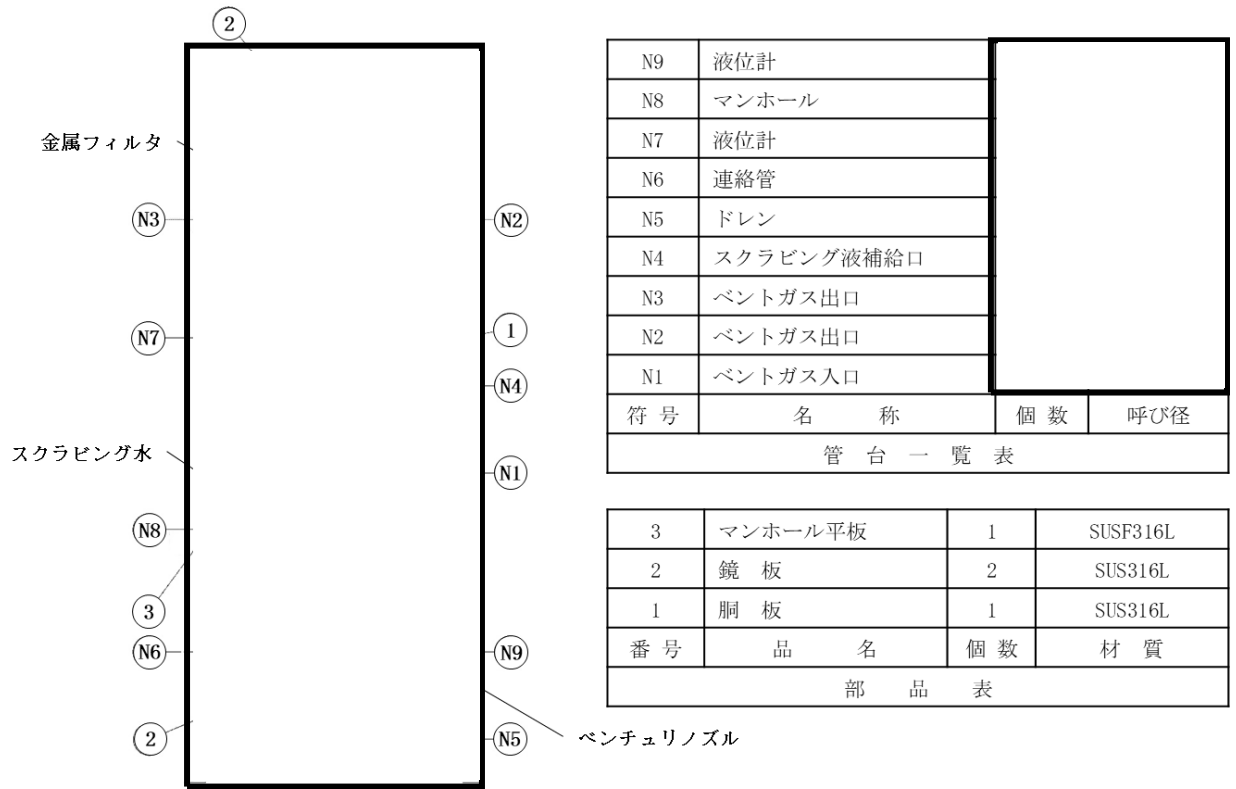 2
金属フィルタ
N3
N2
N7
1
N4
スクラビング水
N1
N8
3
N6
N9
2
N5
ベンチュリノズル
N9 液位計
N8 マンホール
N7 液位計
N6 連絡管
N5 ドレン
N4 スクラビング液補給口
N3 ベントガス出口
N2 ベントガス出口
N1 ベントガス入口
符号 名称 個数 呼び径
管台一覧表
3 マンホール平板 1 SUSF316L
2 鏡板 2 SUS316L
1 胴板 1 SUS316L
番号 品名 個数 材質
部品表